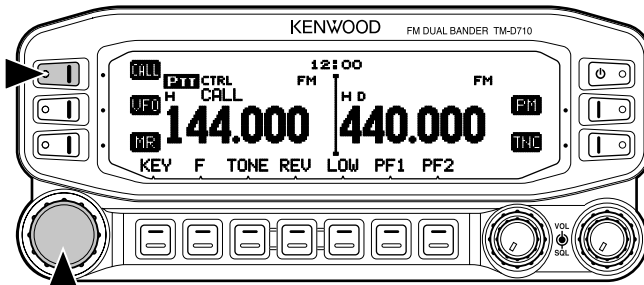 KENWOOD FM DUAL BANDER TM-D710
12:00
CALL PTT CTRL FM FM
H CALL H D
VFO 144.000 440.000 PM
MR TNC
KEY F TONE REV LOW PF1 PF2
VOL
SQL